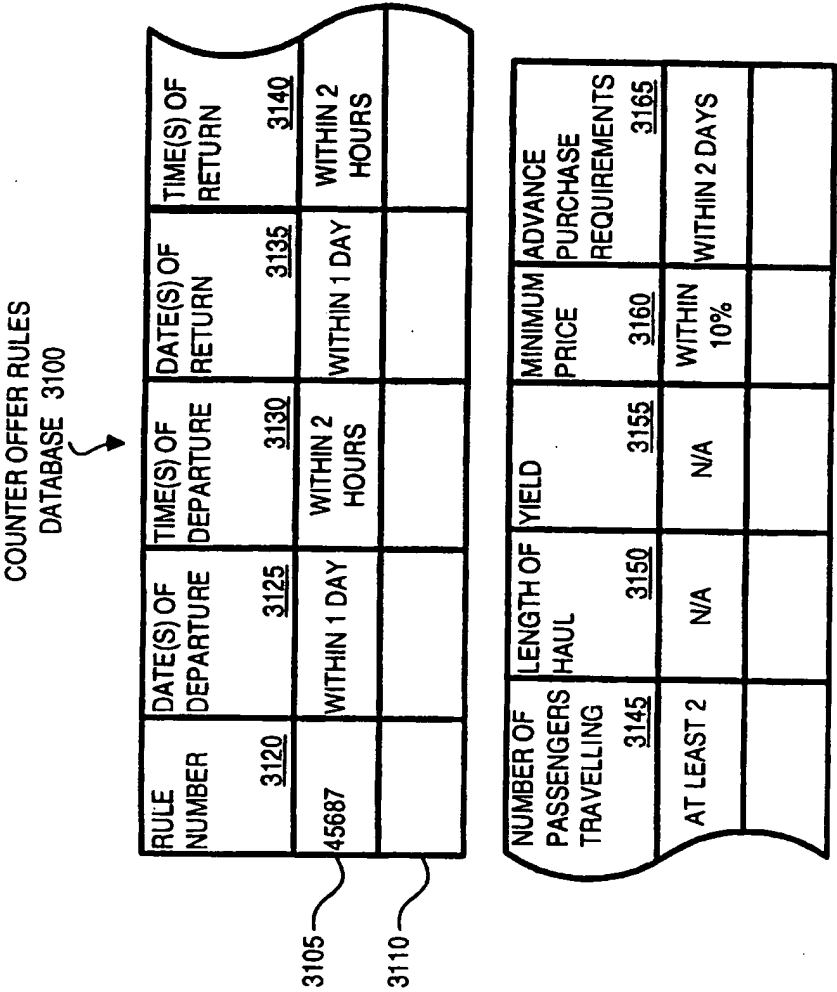 COUNTER OFFER RULES
DATABASE 3100
RULE
NUMBER
3120
DATE(S) OF
DEPARTURE
3125
TIME(S) OF
DEPARTURE
3130
DATE(S) OF
RETURN
3135
TIME(S) OF
RETURN
3140
3105
45687
WITHIN 1 DAY
WITHIN 2
HOURS
WITHIN 1 DAY
WITHIN 2
HOURS
3110
NUMBER OF
PASSENGERS
TRAVELLING
3145
LENGTH OF
HAUL
3150
YIELD
3155
MINIMUM
PRICE
3160
ADVANCE
PURCHASE
REQUIREMENTS
3165
AT LEAST 2
N/A
N/A
WITHIN
10%
WITHIN 2 DAYS